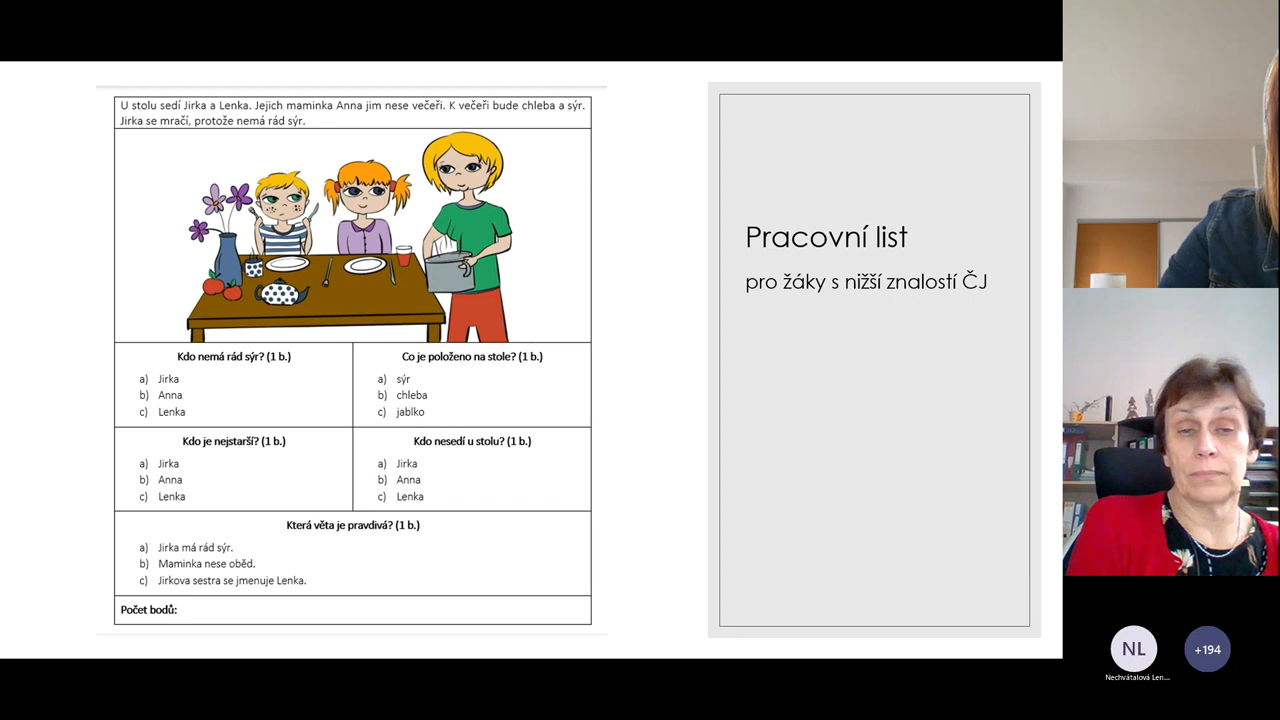 U stolu sedí Jirka a Lenka. Jejich maminka Anna jim nese večeři. K večeři bude chleba a sýr.
Jirka se mračí, protože nemá rád sýr.
Kdo nemá rád sýr? (1 b.)
a) Jirka
b) Anna
c) Lenka
Co je položeno na stole? (1 b.)
a) sýr
b) chleba
c) jablko
Kdo je nejstarší? (1 b.)
a) Jirka
b) Anna
c) Lenka
Kdo nesedí u stolu? (1 b.)
a) Jirka
b) Anna
c) Lenka
Která věta je pravdivá? (1 b.)
a) Jirka má rád sýr.
b) Maminka nese oběd.
c) Jirkova sestra se jmenuje Lenka.
Počet bodů:
Pracovní list
pro žáky s nižší znalostí ČJ
NL
+194
Nechvátalová Len...